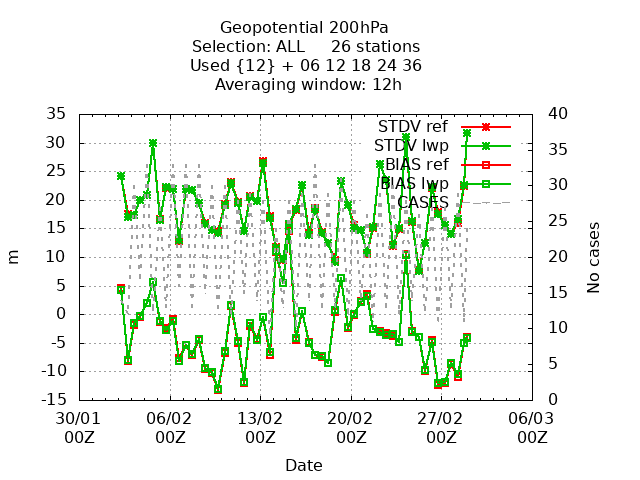 Geopotential 200hPa
Selection: ALL 26 stations
Used {12} + 06 12 18 24 36
Averaging window: 12h
35
30
25
20
15
10
5
0
-5
-10
-15
m
40
35
30
25
20
15
10
5
0
No cases
STDV ref
STDV lwp
BIAS ref
BIAS lwp
CASES
30/01 06/02 13/02 20/02 27/02 06/03
00Z 00Z 00Z 00Z 00Z 00Z
Date